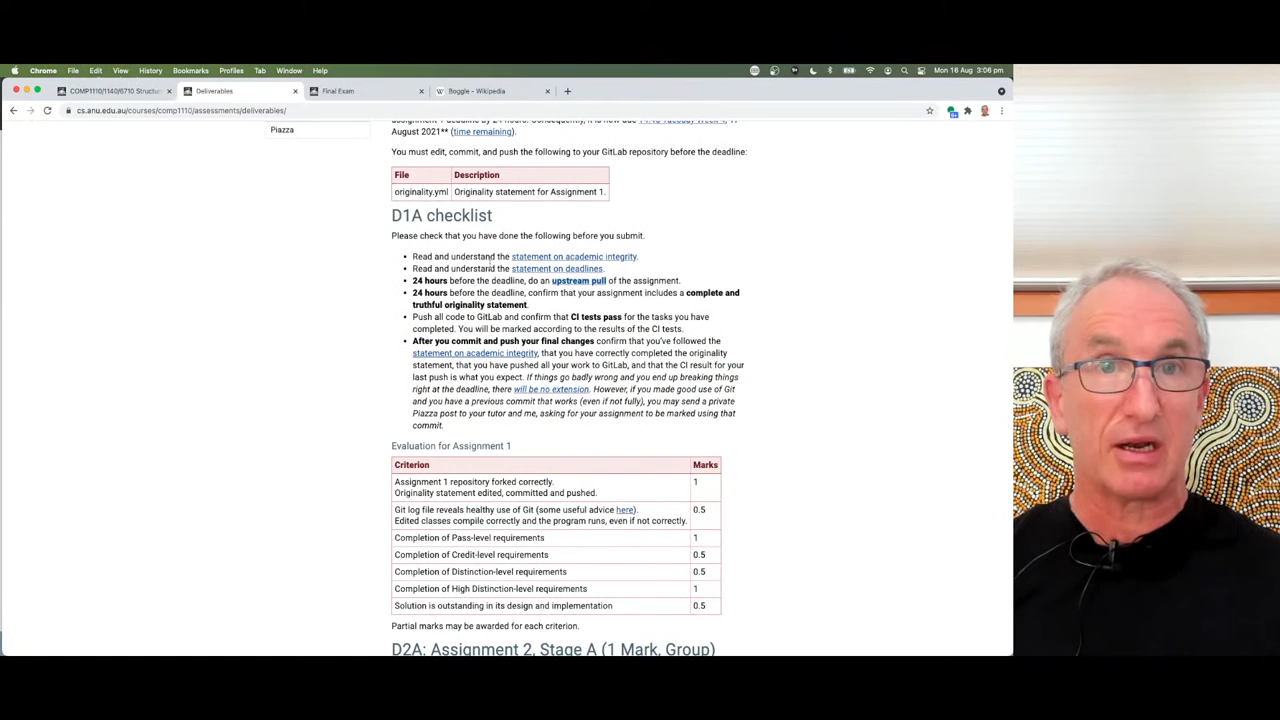 Chrome File Edit View History Bookmarks Profiles Tab Window Help Mon 16 Aug 3:06 pm
COMP1110/1140/6710 Structur Deliverables Final Exam Boggle – Wikipedia
cs.anu.edu.au/courses/comp1110/assessments/deliverables/
Piazza
assignment 1 deadline by 24 hours. Consequently, it is now due
August 2021** (time remaining).
You must edit, commit, and push the following to your GitLab repository before the deadline:
File Description
originality.yml Originality statement for Assignment 1.
D1A checklist
Please check that you have done the following before you submit.
• Read and understand the statement on academic integrity.
• Read and understand the statement on deadlines.
• 24 hours before the deadline, do an upstream pull of the assignment.
• 24 hours before the deadline, confirm that your assignment includes a complete and
truthful originality statement.
• Push all code to GitLab and confirm that CI tests pass for the tasks you have
completed. You will be marked according to the results of the CI tests.
• After you commit and push your final changes confirm that you've followed the
statement on academic integrity, that you have correctly completed the originality
statement, that you have pushed all your work to GitLab, and that the CI result for your
last push is what you expect. If things go badly wrong and you end up breaking things
right at the deadline, there will be no extension. However, if you made good use of Git
and you have a previous commit that works (even if not fully), you may send a private
Piazza post to your tutor and me, asking for your assignment to be marked using that
commit.
Evaluation for Assignment 1
Criterion Marks
Assignment 1 repository forked correctly. 1
Originality statement edited, committed and pushed.
Git log file reveals healthy use of Git (some useful advice here). 0.5
Edited classes compile correctly and the program runs, even if not correctly.
Completion of Pass-level requirements 1
Completion of Credit-level requirements 0.5
Completion of Distinction-level requirements 0.5
Completion of High Distinction-level requirements 1
Solution is outstanding in its design and implementation 0.5
Partial marks may be awarded for each criterion.
D2A: Assignment 2, Stage A (1 Mark, Group)